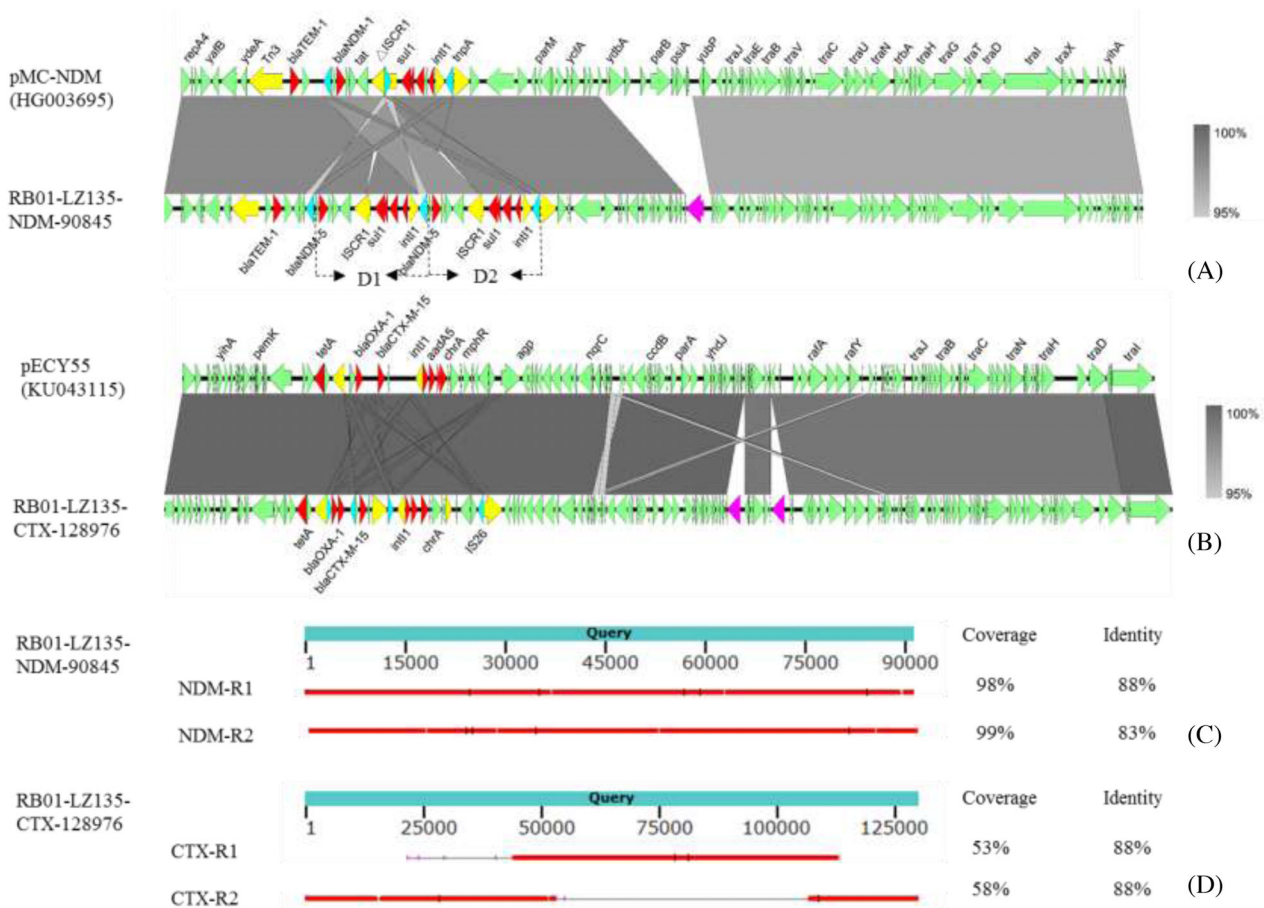 repA4 yafB ydeA Tn3 blaTEM-1 blaNDM-1 tat △ISCR1 sul1 intI1 tnpA parM ycfA ydbA parB psiA yubP traJ traE traB traV traC traU traN trbA traH traG traT traD traI traX yihA
pMC-NDM
(HG003695)
100%
95%
RB01-LZ135-
NDM-90845
blaTEM-1 blaNDM-5 ISCR1 sul1 intI1 blaNDM-5 ISCR1 sul1 intI1
D1 D2
(A)
yihA pemK tetA blaOXA-1 blaCTX-M-15 intI1 aadA5 chrA mphR agp nqrC ccdB parA yhdJ rafA rafY traJ traB traC traN traH traD traI
pECY55
(KU043115)
100%
95%
RB01-LZ135-
CTX-128976
tetA blaOXA-1 blaCTX-M-15 intI1 chrA IS26
(B)
RB01-LZ135-
NDM-90845
Query
Coverage Identity
1 15000 30000 45000 60000 75000 90000
NDM-R1 98% 88%
NDM-R2 99% 83%
(C)
RB01-LZ135-
CTX-128976
Query
Coverage Identity
1 25000 50000 75000 100000 125000
CTX-R1 53% 88%
CTX-R2 58% 88%
(D)